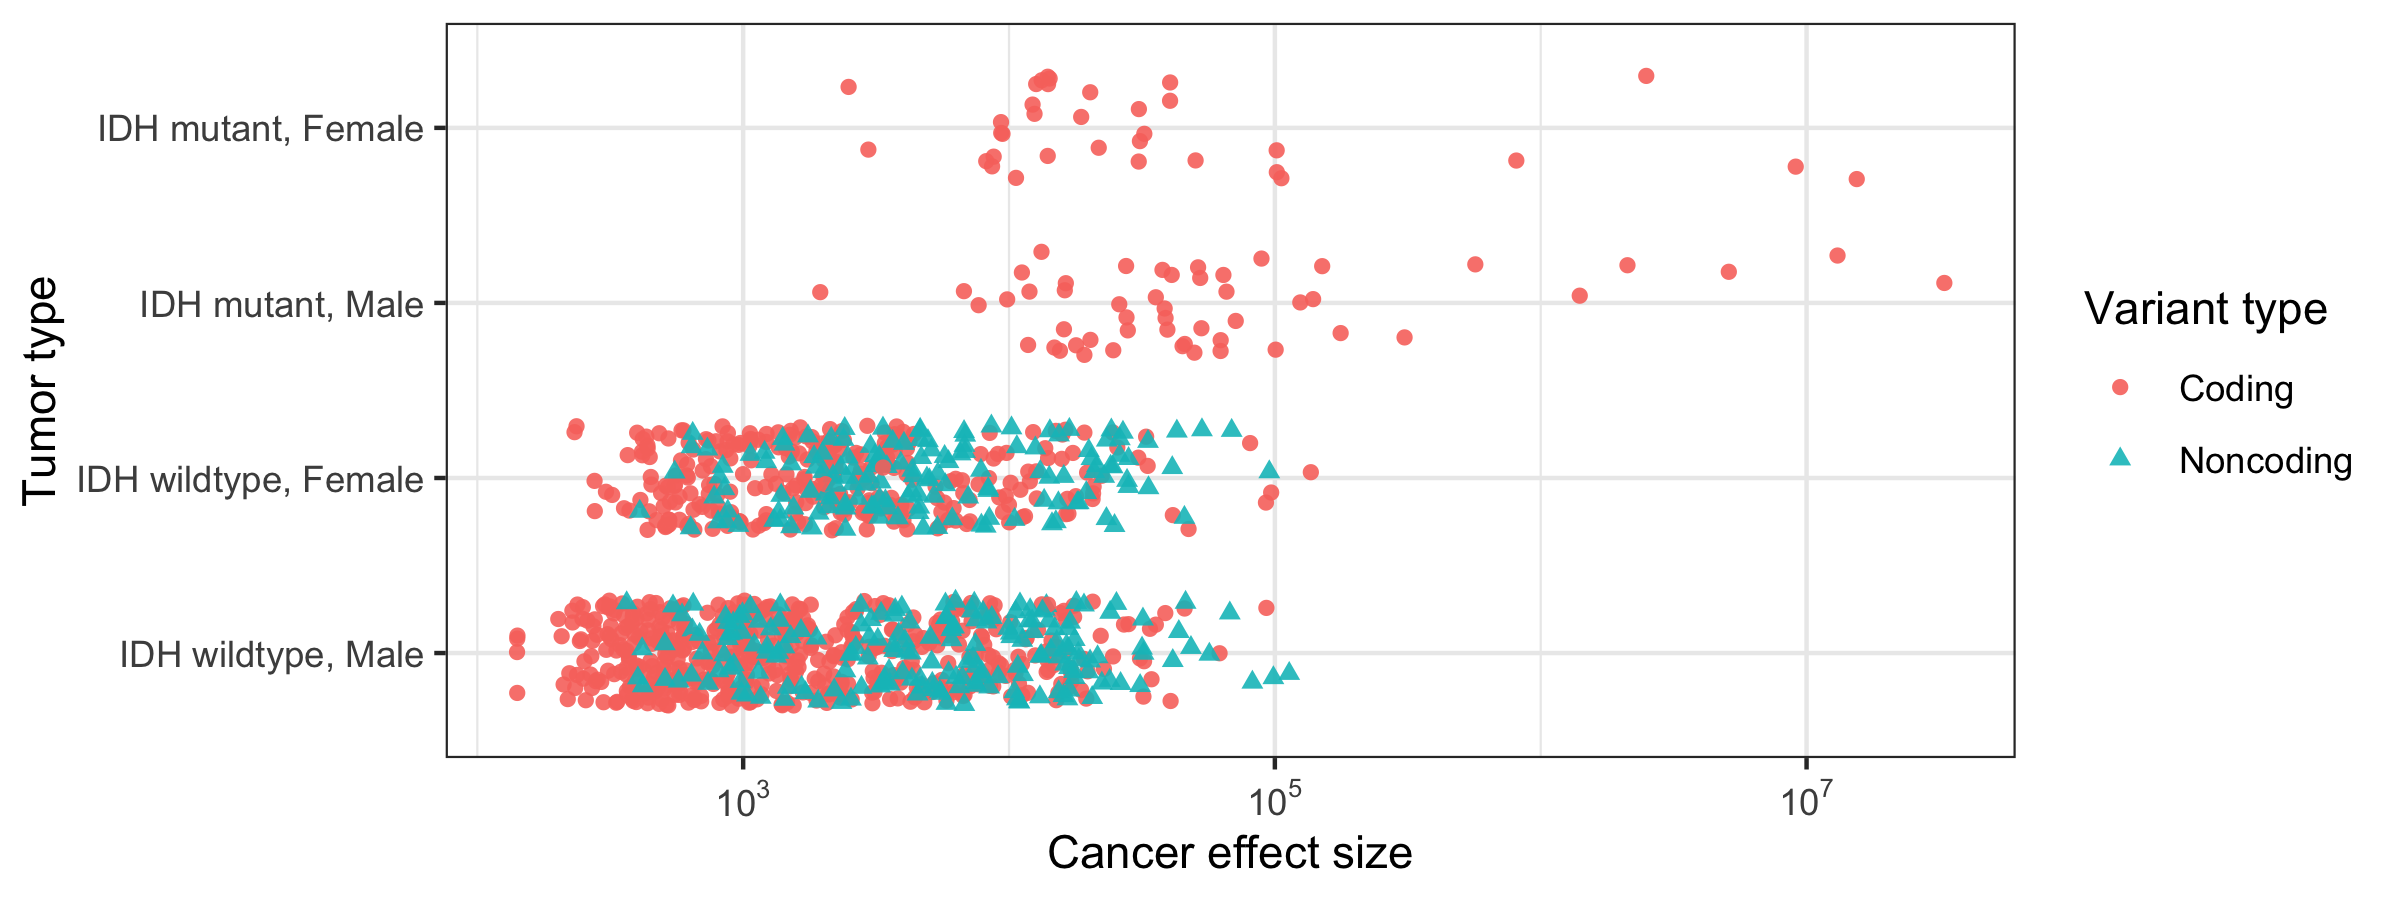 Tumor type
IDH mutant, Female
IDH mutant, Male
IDH wildtype, Female
IDH wildtype, Male
10³ 10⁵ 10⁷
Cancer effect size
Variant type
Coding
Noncoding